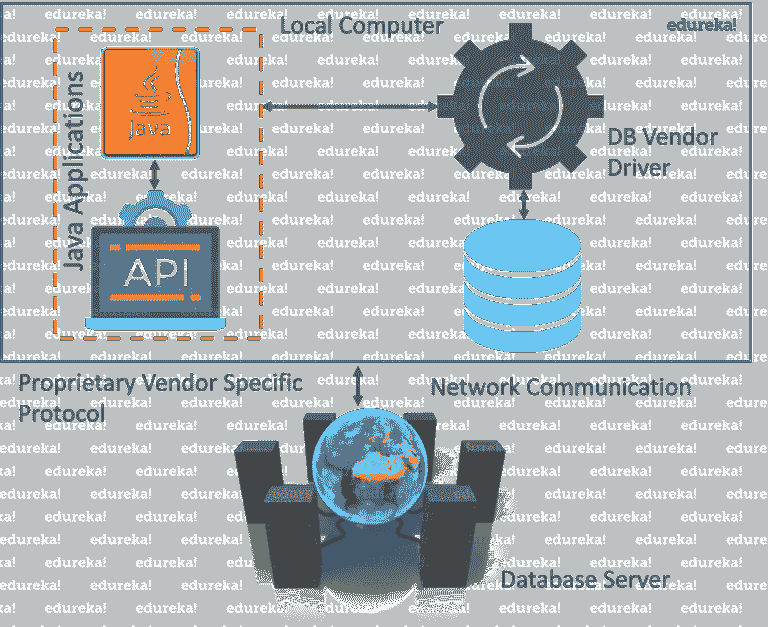 Local Computer
edureka!
Java Applications
Java
DB Vendor
Driver
API
Proprietary Vendor Specific
Protocol
Network Communication
Database Server